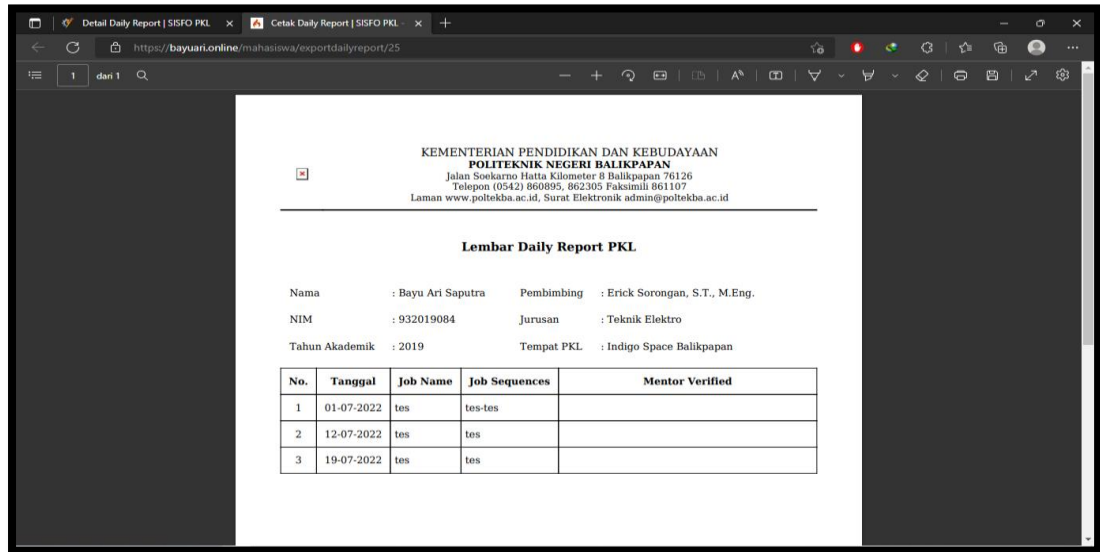 Detail Daily Report | SISFO PKL
Cetak Daily Report | SISFO PKL -
https://bayuari.online/mahasiswa/exportdailyreport/25
1 dari 1
KEMENTERIAN PENDIDIKAN DAN KEBUDAYAAN
POLITEKNIK NEGERI BALIKPAPAN
Jalan Soekarno Hatta Kilometer 8 Balikpapan 76126
Telepon (0542) 860895, 862305 Faksimili 861107
Laman www.poltekba.ac.id, Surat Elektronik admin@poltekba.ac.id
Lembar Daily Report PKL
Nama : Bayu Ari Saputra Pembimbing : Erick Sorongan, S.T., M.Eng.
NIM : 932019084 Jurusan : Teknik Elektro
Tahun Akademik : 2019 Tempat PKL : Indigo Space Balikpapan
No. Tanggal Job Name Job Sequences Mentor Verified
1 01-07-2022 tes tes-tes
2 12-07-2022 tes tes
3 19-07-2022 tes tes